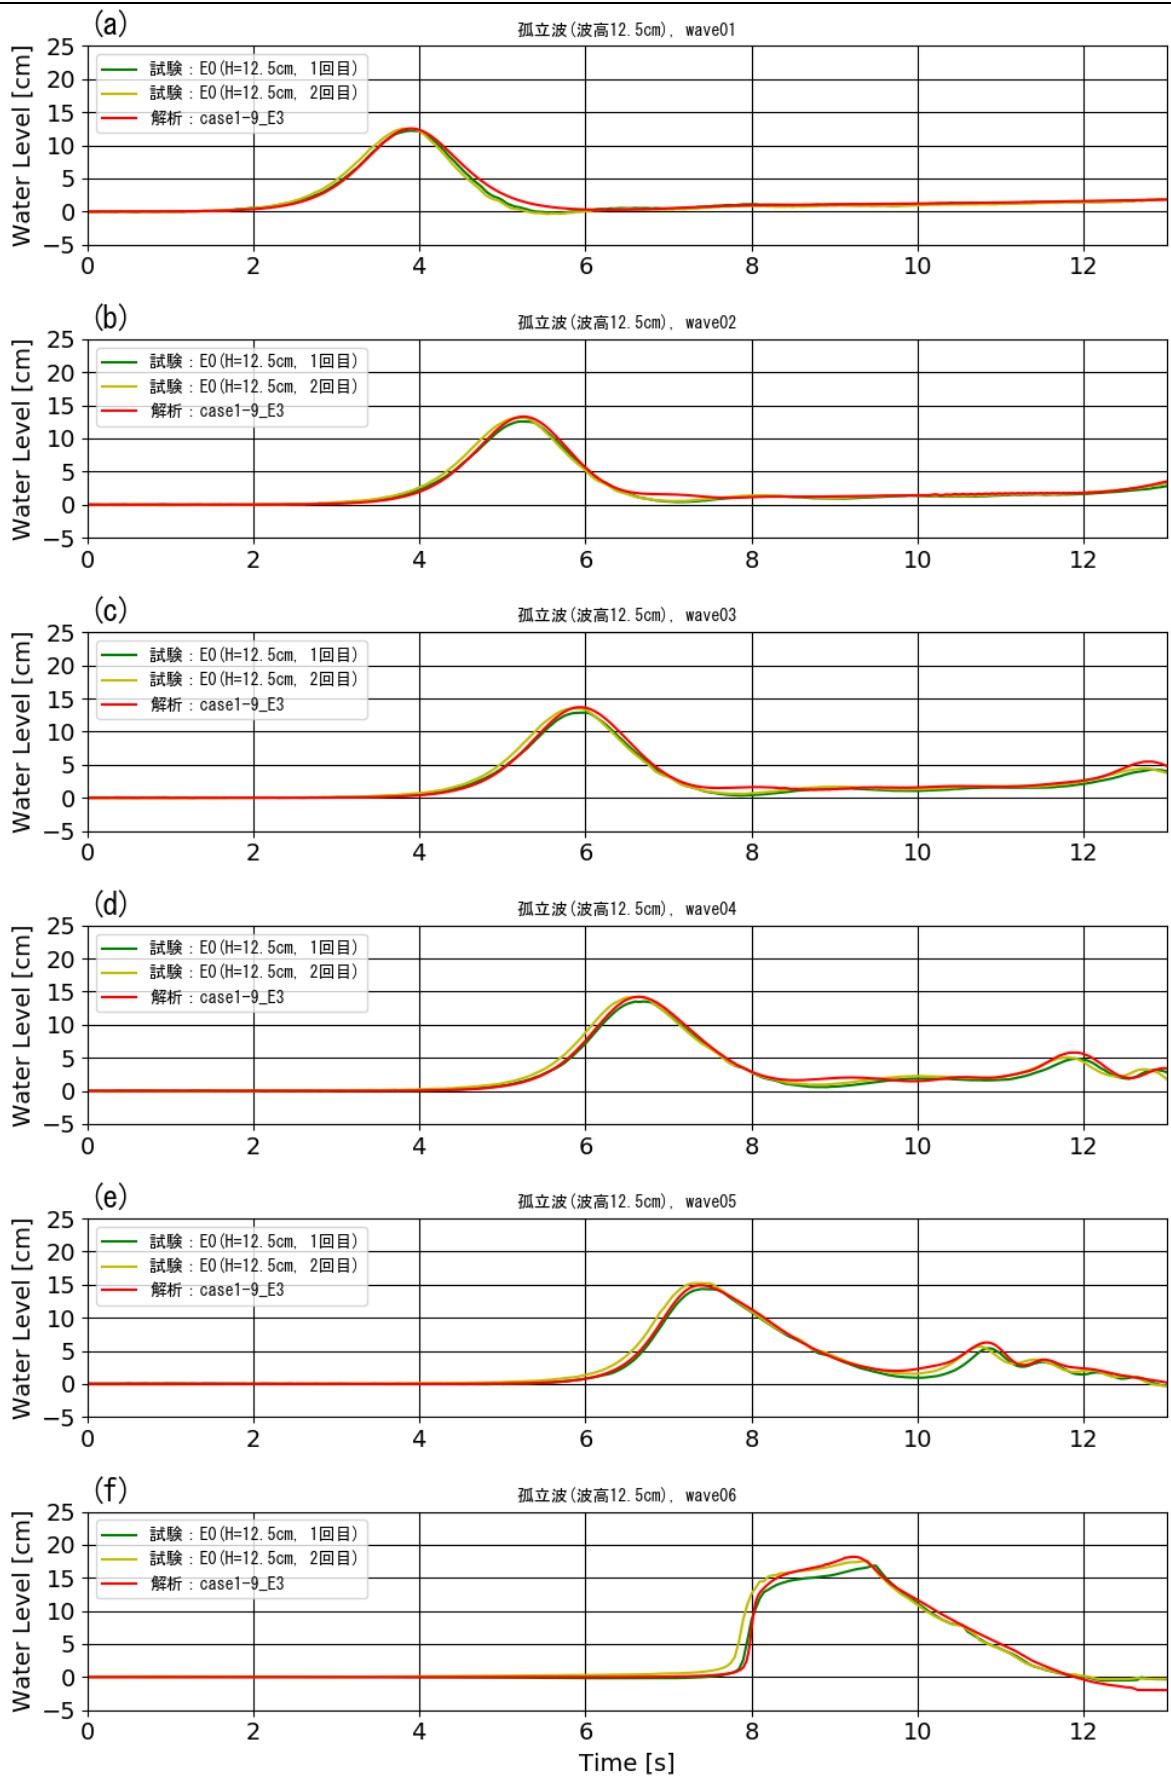 (a)
孤立波(波高12.5cm), wave01
Water Level [cm]
25
20
15
10
5
0
−5
試験：E0(H=12.5cm, 1回目)
試験：E0(H=12.5cm, 2回目)
解析：case1-9_E3
0 2 4 6 8 10 12
(b)
孤立波(波高12.5cm), wave02
Water Level [cm]
25
20
15
10
5
0
−5
試験：E0(H=12.5cm, 1回目)
試験：E0(H=12.5cm, 2回目)
解析：case1-9_E3
0 2 4 6 8 10 12
(c)
孤立波(波高12.5cm), wave03
Water Level [cm]
25
20
15
10
5
0
−5
試験：E0(H=12.5cm, 1回目)
試験：E0(H=12.5cm, 2回目)
解析：case1-9_E3
0 2 4 6 8 10 12
(d)
孤立波(波高12.5cm), wave04
Water Level [cm]
25
20
15
10
5
0
−5
試験：E0(H=12.5cm, 1回目)
試験：E0(H=12.5cm, 2回目)
解析：case1-9_E3
0 2 4 6 8 10 12
(e)
孤立波(波高12.5cm), wave05
Water Level [cm]
25
20
15
10
5
0
−5
試験：E0(H=12.5cm, 1回目)
試験：E0(H=12.5cm, 2回目)
解析：case1-9_E3
0 2 4 6 8 10 12
(f)
孤立波(波高12.5cm), wave06
Water Level [cm]
25
20
15
10
5
0
−5
試験：E0(H=12.5cm, 1回目)
試験：E0(H=12.5cm, 2回目)
解析：case1-9_E3
0 2 4 6 8 10 12
Time [s]